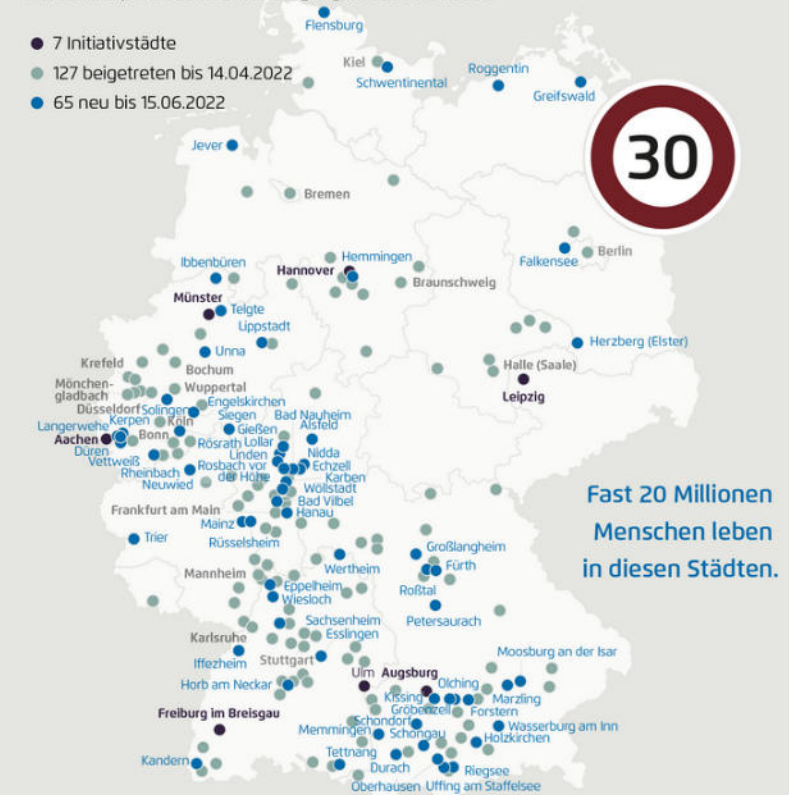 Flensburg
7 Initiativstädte
Kiel
127 beigetreten bis 14.04.2022
Schwentinental
Roggentin
65 neu bis 15.06.2022
Greifswald
Jever
30
Bremen
Berlin
Falkensee
Ibbenbüren
Hannover
Hemmingen
Braunschweig
Münster
Telgte
Lippstadt
Herzberg (Elster)
Unna
Krefeld
Bochum
Halle (Saale)
Mönchen-
gladbach
Wuppertal
Leipzig
Düsseldorf
Solingen
Engelskirchen
Langerwehe
Kerpen
Köln
Siegen
Bad Nauheim
Aachen
Bonn
Gießen
Alsfeld
Düren
Rösrath
Lollar
Vettweiß
Linden
Nidda
Rheinbach
Rosbach vor
der Höhe
Echzell
Neuwied
Karben
Wöllstadt
Bad Vilbel
Frankfurt am Main
Hanau
Mainz
Fast 20 Millionen
Menschen leben
in diesen Städten.
Trier
Rüsselsheim
Großlangheim
Wertheim
Fürth
Mannheim
Eppelheim
Roßtal
Wiesloch
Petersaurach
Sachsenheim
Karlsruhe
Esslingen
Iffezheim
Stuttgart
Moosburg an der Isar
Horb am Neckar
Ulm
Augsburg
Olching
Kissing
Marzling
Gröbenzell
Forstern
Freiburg im Breisgau
Schondorf
Wasserburg am Inn
Memmingen
Schongau
Holzkirchen
Kandern
Tettnang
Durach
Riegsee
Oberhausen
Uffing am Staffelsee